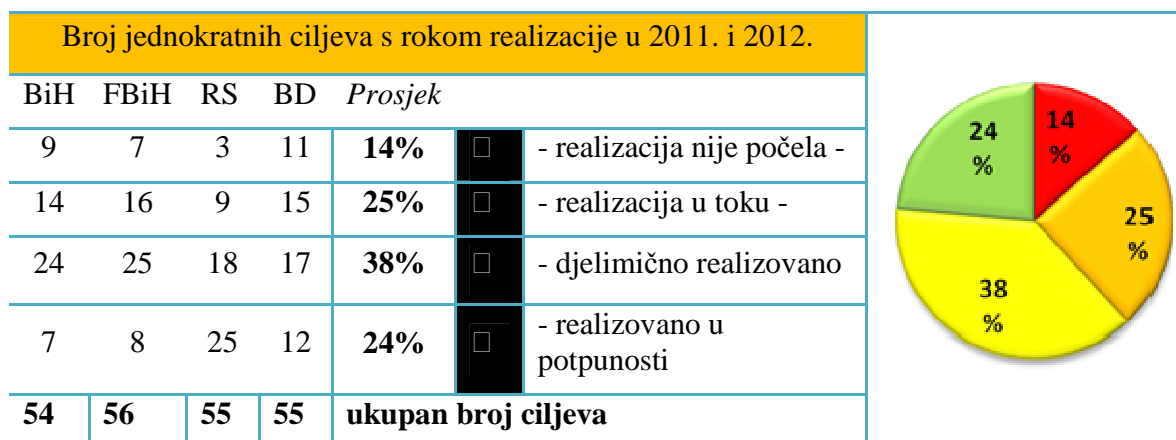 Broj jednokratnih ciljeva s rokom realizacije u 2011. i 2012.
BiH FBiH RS BD Prosjek
9 7 3 11 14% - realizacija nije počela -
14 16 9 15 25% - realizacija u toku -
24 25 18 17 38% - djelimično realizovano
7 8 25 12 24% - realizovano u
potpunosti
54 56 55 55 ukupan broj ciljeva
24
%
14
%
25
%
38
%